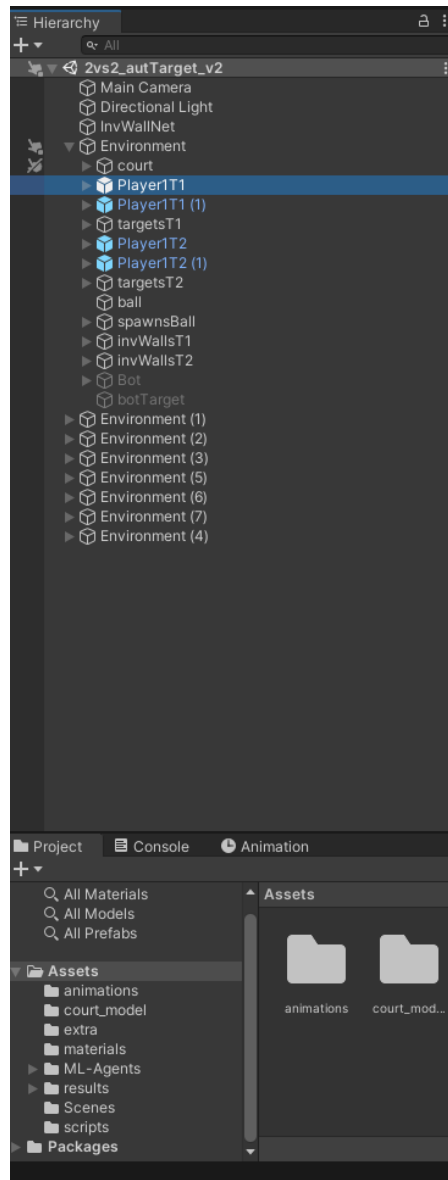 Hierarchy
All
2vs2_autTarget_v2
Main Camera
Directional Light
InvWallNet
Environment
court
Player1T1
Player1T1 (1)
targetsT1
Player1T2
Player1T2 (1)
targetsT2
ball
spawnsBall
invWallsT1
invWallsT2
Bot
botTarget
Environment (1)
Environment (2)
Environment (3)
Environment (5)
Environment (6)
Environment (7)
Environment (4)
Project Console Animation
All Materials
All Models
All Prefabs
Assets
animations
court_model
extra
materials
ML-Agents
results
Scenes
scripts
Packages
Assets
animations court_mod...